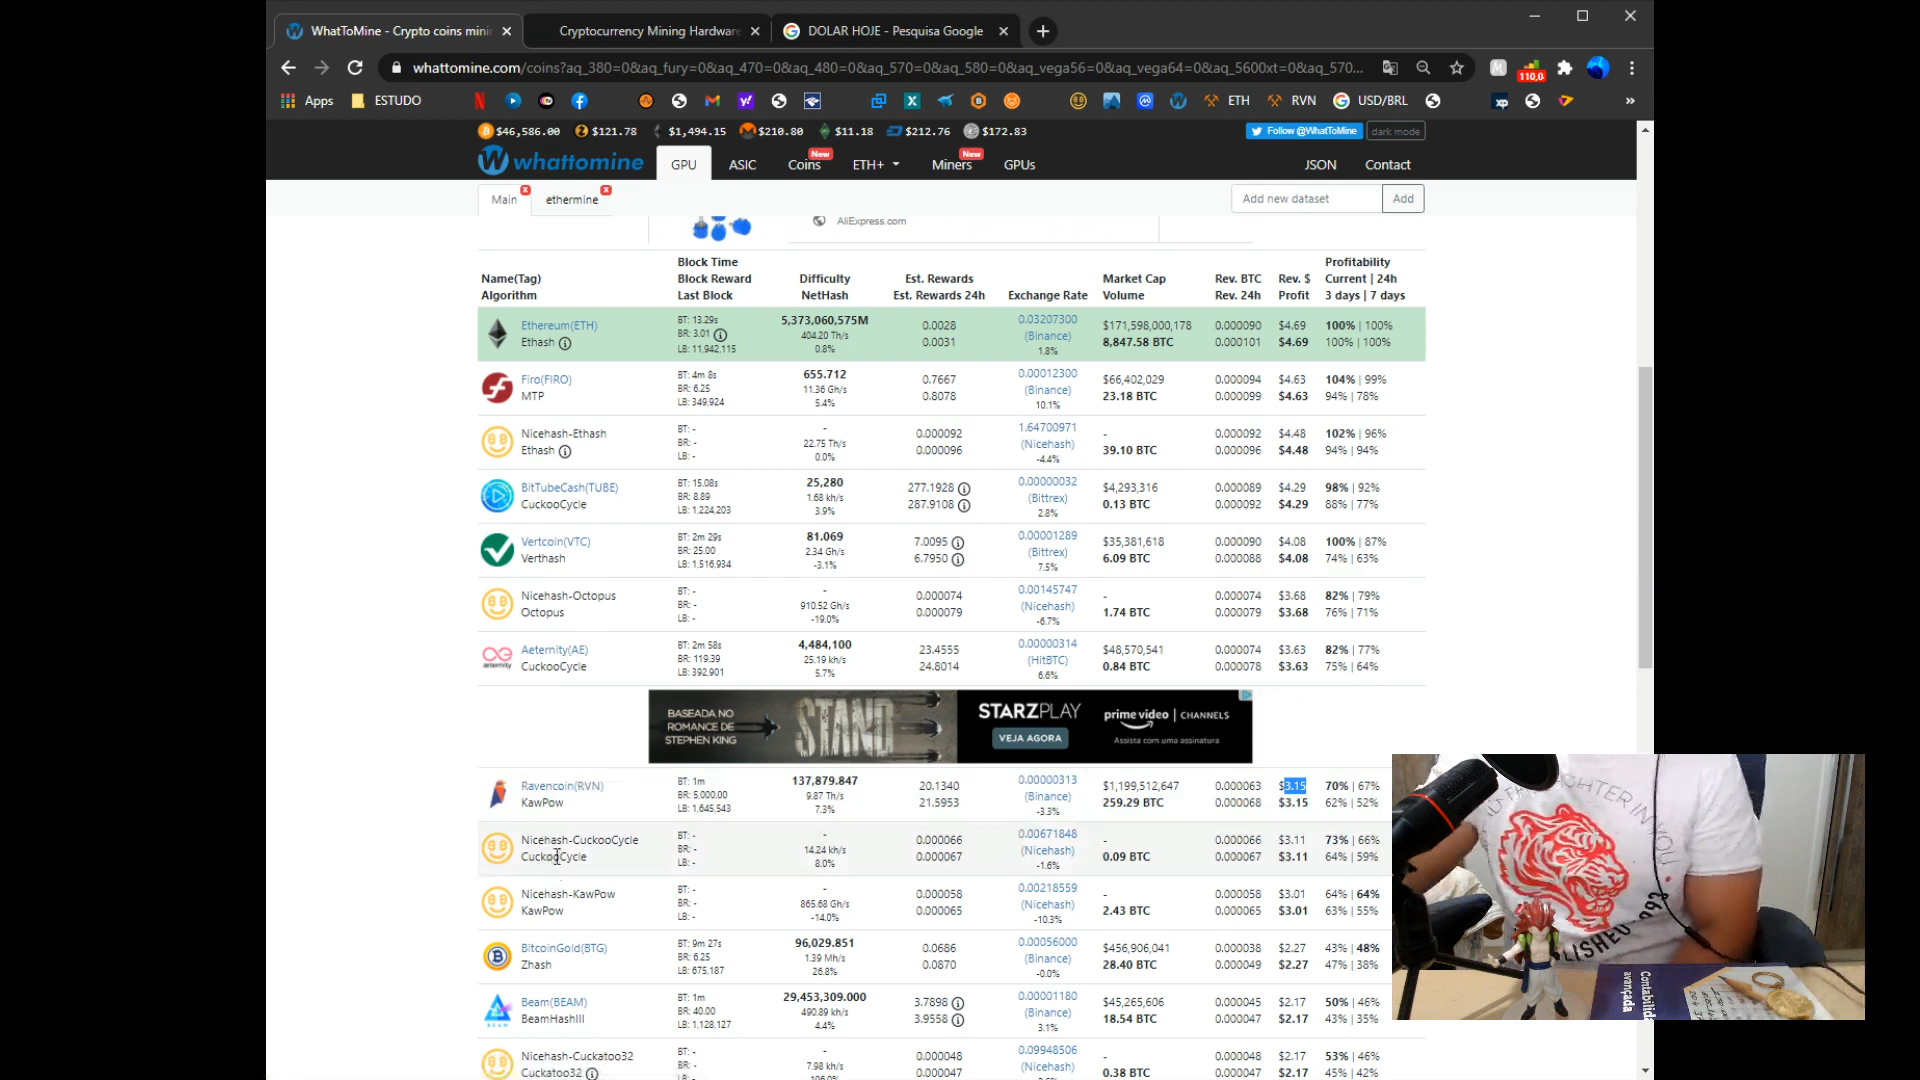 WhatToMine - Crypto coins mini
Cryptocurrency Mining Hardware
DOLAR HOJE - Pesquisa Google
whattomine.com/coins?aq_380=0&aq_fury=0&aq_470=0&aq_480=0&aq_570=0&aq_580=0&aq_vega56=0&aq_vega64=0&aq_5600xt=0&aq_570...
110,0
Apps ESTUDO ETH RVN USD/BRL xp
$46,586.00 $121.78 $1,494.15 $210.80 $11.18 $212.76 $172.83
Follow @WhatToMine dark mode
whattomine GPU ASIC Coins New ETH+ Miners New GPUs JSON Contact
Main ethermine Add new dataset Add
AliExpress.com
Name(Tag)
Algorithm
Block Time
Block Reward
Last Block
Difficulty
NetHash
Est. Rewards
Est. Rewards 24h
Exchange Rate
Market Cap
Volume
Rev. BTC
Rev. 24h
Rev. $
Profit
Profitability
Current | 24h
3 days | 7 days
Ethereum(ETH)
Ethash
BT: 13.29s
BR: 3.01
LB: 11,942,115
5,373,060,575M
404.20 Th/s
0.8%
0.0028
0.0031
0.03207300
(Binance)
1.8%
$171,598,000,178
8,847.58 BTC
0.000090
0.000101
$4.69
$4.69
100% | 100%
100% | 100%
Firo(FIRO)
MTP
BT: 4m 8s
BR: 6.25
LB: 349,924
655.712
11.36 Gh/s
5.4%
0.7667
0.8078
0.00012300
(Binance)
10.1%
$66,402,029
23.18 BTC
0.000094
0.000099
$4.63
$4.63
104% | 99%
94% | 78%
Nicehash-Ethash
Ethash
BT: -
BR: -
LB: -
-
22.75 Th/s
0.0%
0.000092
0.000096
1.64700971
(Nicehash)
-4.4%
-
39.10 BTC
0.000092
0.000096
$4.48
$4.48
102% | 96%
94% | 94%
BitTubeCash(TUBE)
CuckooCycle
BT: 15.08s
BR: 8.89
LB: 1,224,203
25,280
1.68 kh/s
3.9%
277.1928
287.9108
0.00000032
(Bittrex)
2.8%
$4,293,316
0.13 BTC
0.000089
0.000092
$4.29
$4.29
98% | 92%
88% | 77%
Vertcoin(VTC)
Verthash
BT: 2m 29s
BR: 25.00
LB: 1,516,934
81.069
2.34 Gh/s
-3.1%
7.0095
6.7950
0.00001289
(Bittrex)
7.5%
$35,381,618
6.09 BTC
0.000090
0.000088
$4.08
$4.08
100% | 87%
74% | 63%
Nicehash-Octopus
Octopus
BT: -
BR: -
LB: -
-
910.52 Gh/s
-19.0%
0.000074
0.000079
0.00145747
(Nicehash)
-6.7%
-
1.74 BTC
0.000074
0.000079
$3.68
$3.68
82% | 79%
76% | 71%
Aeternity(AE)
CuckooCycle
BT: 2m 58s
BR: 119.39
LB: 392,901
4,484,100
25.19 kh/s
5.7%
23.4555
24.8014
0.00000314
(HitBTC)
6.6%
$48,570,541
0.84 BTC
0.000074
0.000078
$3.63
$3.63
82% | 77%
75% | 64%
BASEADA NO
ROMANCE DE
STEPHEN KING
STAND
STARZPLAY
VEJA AGORA
prime video | CHANNELS
Assista com uma assinatura
Ravencoin(RVN)
KawPow
BT: 1m
BR: 5,000.00
LB: 1,645,543
137,879.847
9.87 Th/s
7.3%
20.1340
21.5953
0.00000313
(Binance)
-3.3%
$1,199,512,647
259.29 BTC
0.000063
0.000068
$3.15
$3.15
70% | 67%
62% | 52%
Nicehash-CuckooCycle
CuckooCycle
BT: -
BR: -
LB: -
-
14.24 kh/s
8.0%
0.000066
0.000067
0.00671848
(Nicehash)
-1.6%
-
0.09 BTC
0.000066
0.000067
$3.11
$3.11
73% | 66%
64% | 59%
Nicehash-KawPow
KawPow
BT: -
BR: -
LB: -
-
865.68 Gh/s
-14.0%
0.000058
0.000065
0.00218559
(Nicehash)
-10.3%
-
2.43 BTC
0.000058
0.000065
$3.01
$3.01
64% | 64%
63% | 55%
BitcoinGold(BTG)
Zhash
BT: 9m 27s
BR: 6.25
LB: 675,187
96,029.851
1.39 Mh/s
26.8%
0.0686
0.0870
0.00056000
(Binance)
-0.0%
$456,906,041
28.40 BTC
0.000038
0.000049
$2.27
$2.27
43% | 48%
47% | 38%
Beam(BEAM)
BeamHashIII
BT: 1m
BR: 40.00
LB: 1,128,127
29,453,309.000
490.89 kh/s
4.4%
3.7898
3.9558
0.00001180
(Binance)
3.1%
$45,265,606
18.54 BTC
0.000045
0.000047
$2.17
$2.17
50% | 46%
43% | 35%
Nicehash-Cuckatoo32
Cuckatoo32
BT: -
BR: -
-
7.98 kh/s
0.000048
0.000047
0.09948506
(Nicehash)
-
0.38 BTC
0.000048
0.000047
$2.17
$2.17
53% | 46%
45% | 42%
Contabilida
avançada